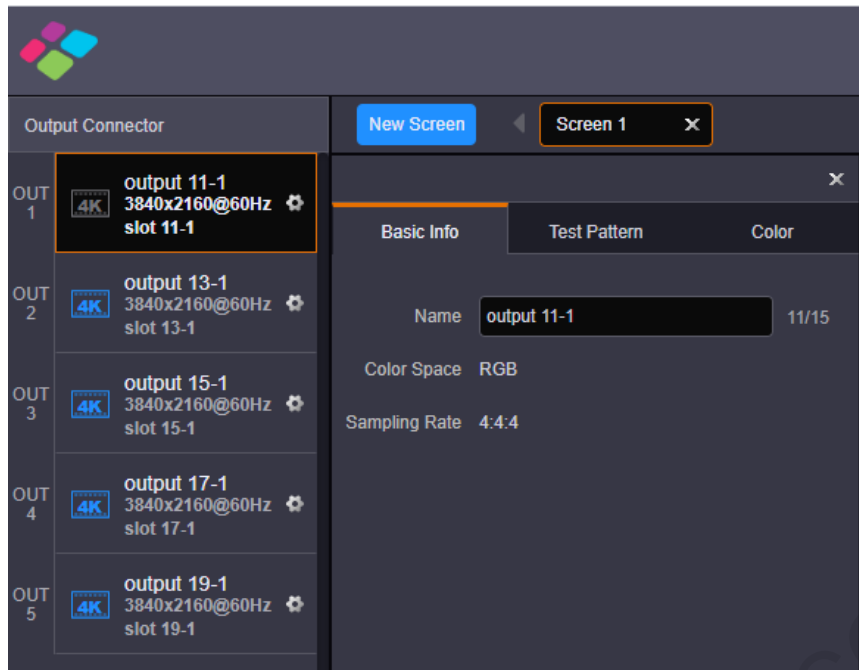 Output Connector
New Screen
Screen 1
x
OUT
1
4K
output 11-1
3840x2160@60Hz
slot 11-1
OUT
2
4K
output 13-1
3840x2160@60Hz
slot 13-1
OUT
3
4K
output 15-1
3840x2160@60Hz
slot 15-1
OUT
4
4K
output 17-1
3840x2160@60Hz
slot 17-1
OUT
5
4K
output 19-1
3840x2160@60Hz
slot 19-1
x
Basic Info
Test Pattern
Color
Name
output 11-1
11/15
Color Space RGB
Sampling Rate 4:4:4